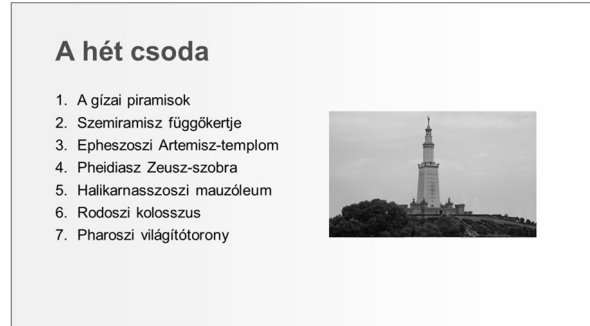 A hét csoda
1. A gízai piramisok
2. Szemiramisz függőkertje
3. Epheszoszi Artemisz-templom
4. Pheidiasz Zeusz-szobra
5. Halikarnasszoszi mauzóleum
6. Rodoszi kolosszus
7. Pharoszi világítótorony